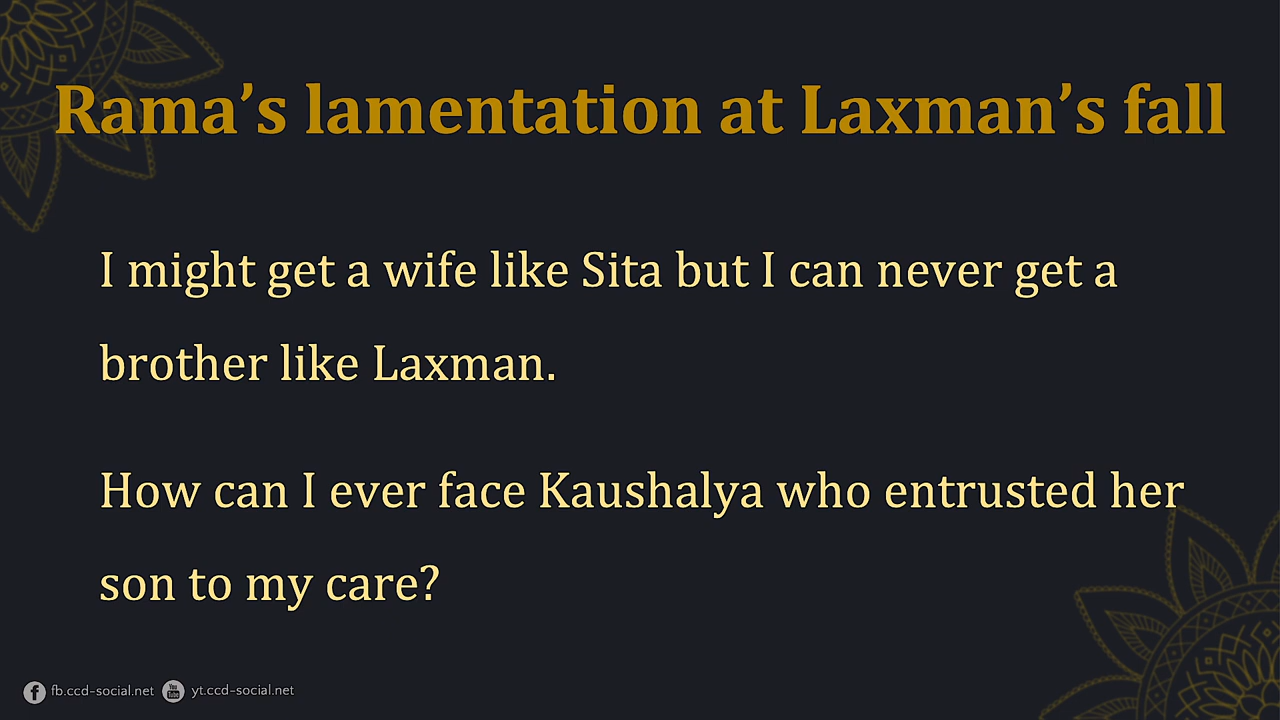 Rama’s lamentation at Laxman’s fall
I might get a wife like Sita but I can never get a
brother like Laxman.
How can I ever face Kaushalya who entrusted her
son to my care?
fb.ccd-social.net yt.ccd-social.net